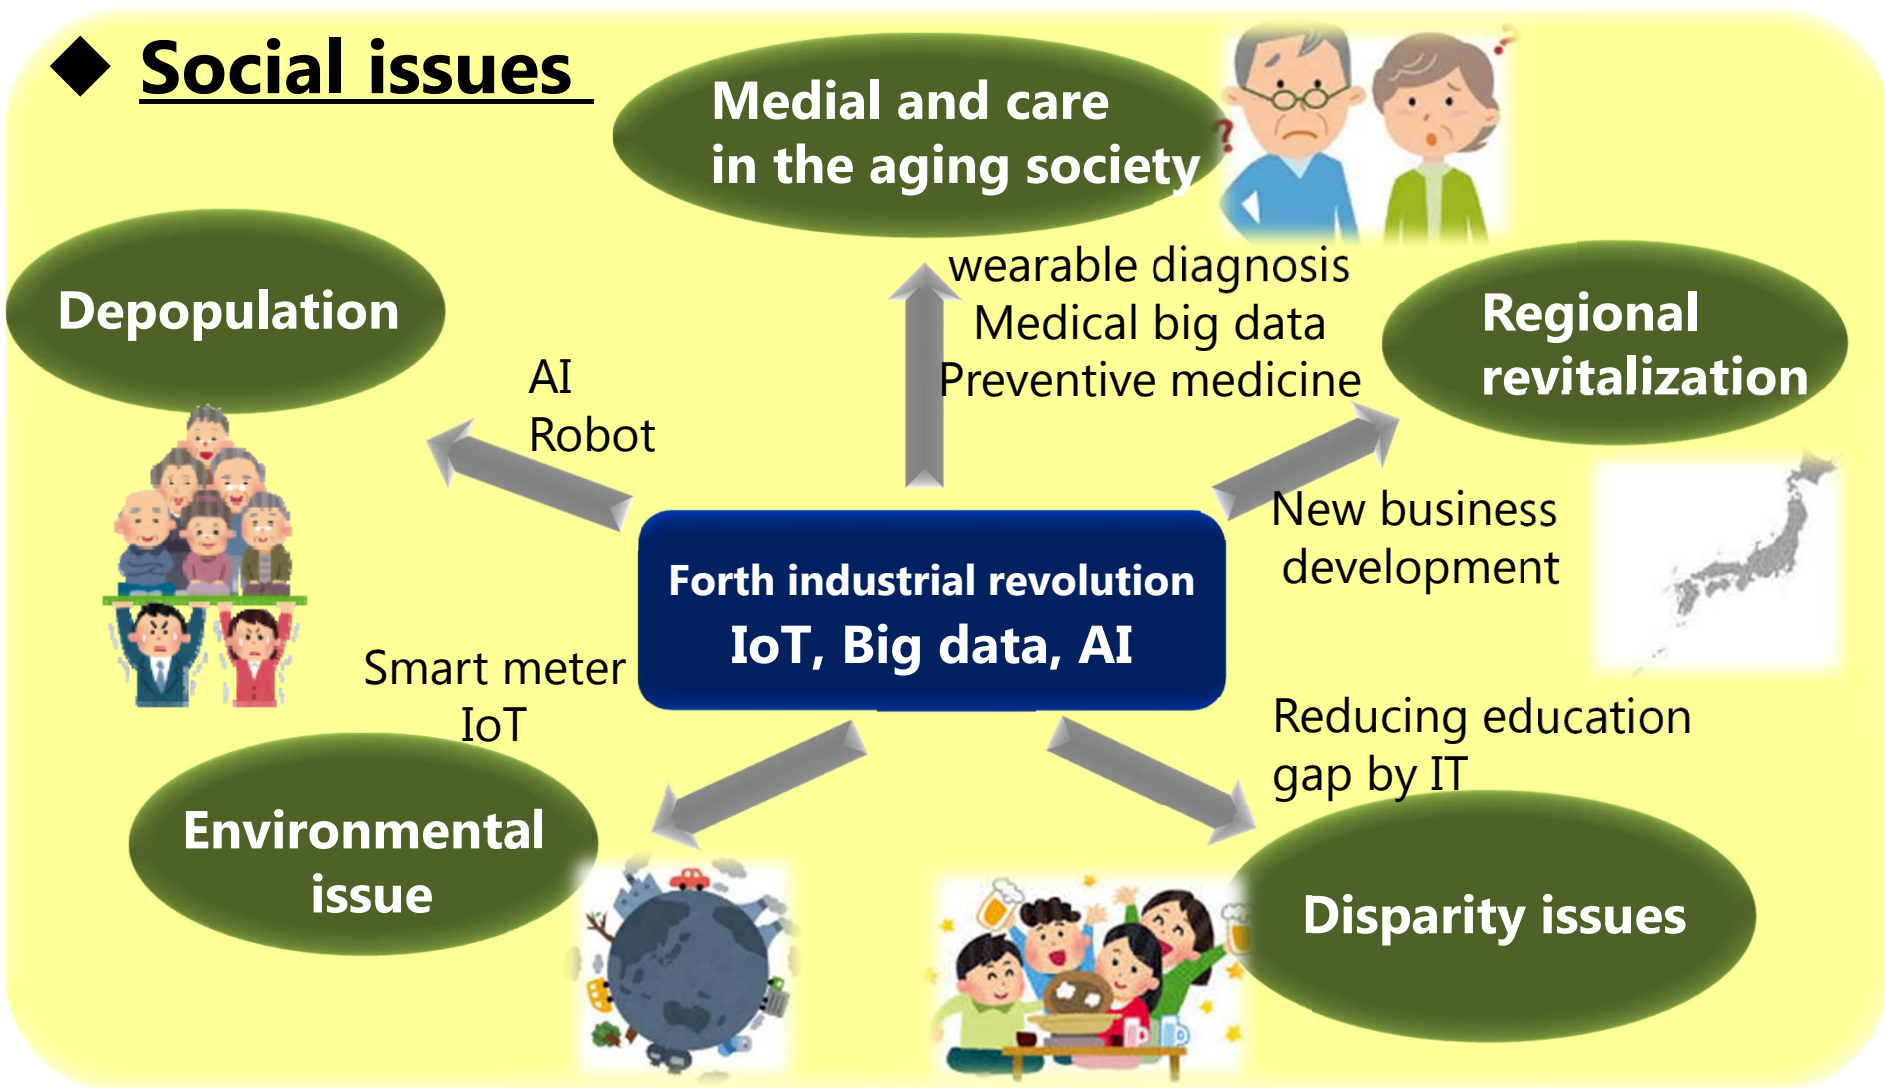 ◆ Social issues
Medial and care
in the aging society
Depopulation
wearable diagnosis
Medical big data
Preventive medicine
Regional
revitalization
AI
Robot
New business
development
Forth industrial revolution
IoT, Big data, AI
Smart meter
IoT
Reducing education
gap by IT
Environmental
issue
Disparity issues